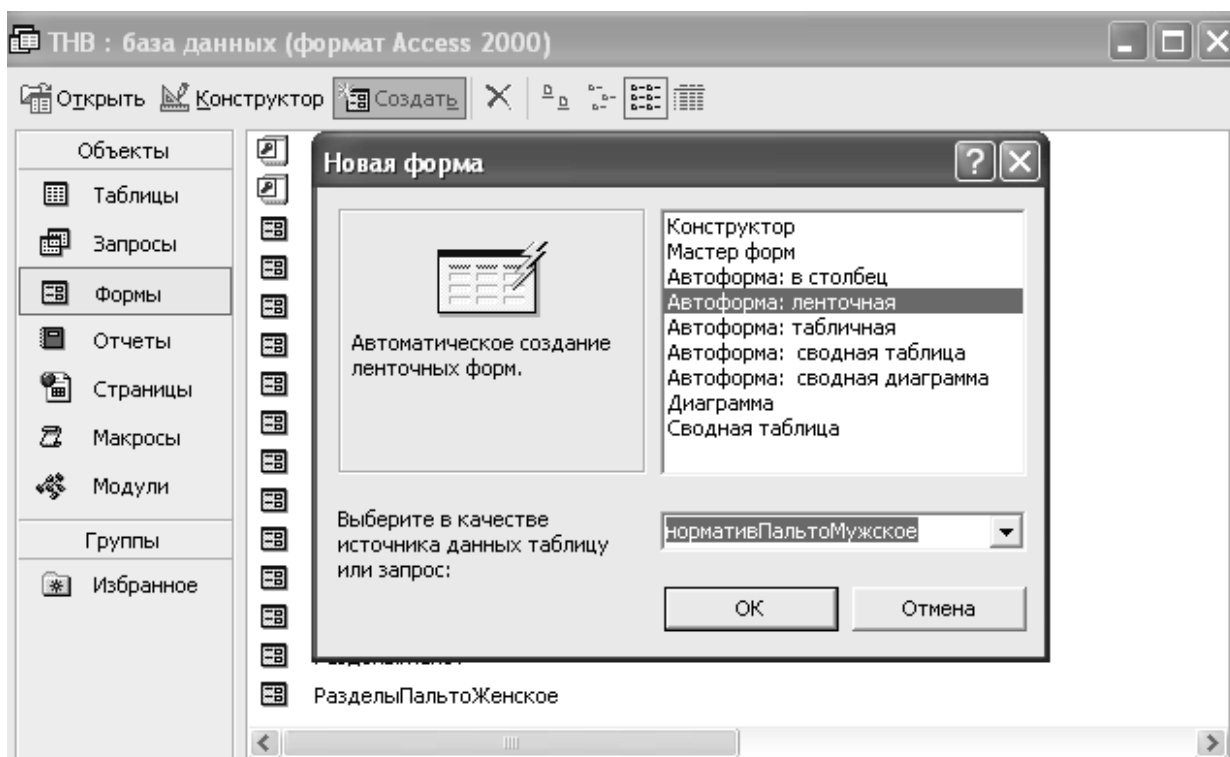 ТНВ : база данных (формат Access 2000)
Открыть Конструктор Создать
Объекты
Таблицы
Запросы
Формы
Отчеты
Страницы
Макросы
Модули
Группы
Избранное
Новая форма
Автоматическое создание
ленточных форм.
Конструктор
Мастер форм
Автоформа: в столбец
Автоформа: ленточная
Автоформа: табличная
Автоформа: сводная таблица
Автоформа: сводная диаграмма
Диаграмма
Сводная таблица
Выберите в качестве
источника данных таблицу
или запрос:
нормативПальтоМужское
ОК
Отмена
РазделыПальтоЖенское